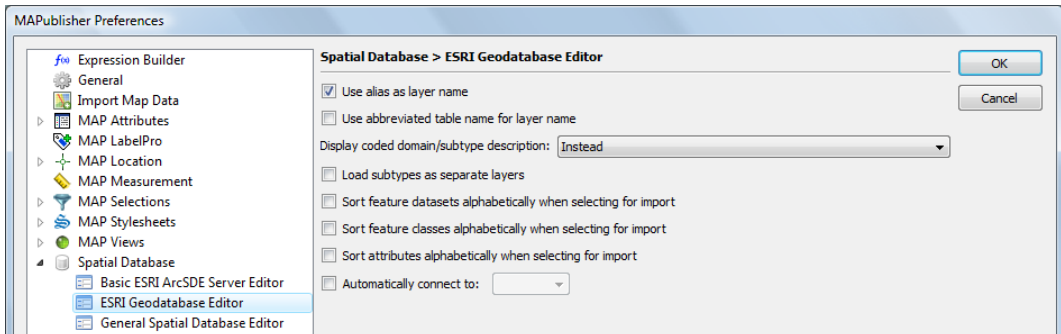 MAPublisher Preferences
f(x) Expression Builder
General
Import Map Data
MAP Attributes
MAP LabelPro
MAP Location
MAP Measurement
MAP Selections
MAP Stylesheets
MAP Views
Spatial Database
Basic ESRI ArcSDE Server Editor
ESRI Geodatabase Editor
General Spatial Database Editor
Spatial Database > ESRI Geodatabase Editor
Use alias as layer name
Use abbreviated table name for layer name
Display coded domain/subtype description: Instead
Load subtypes as separate layers
Sort feature datasets alphabetically when selecting for import
Sort feature classes alphabetically when selecting for import
Sort attributes alphabetically when selecting for import
Automatically connect to:
OK
Cancel